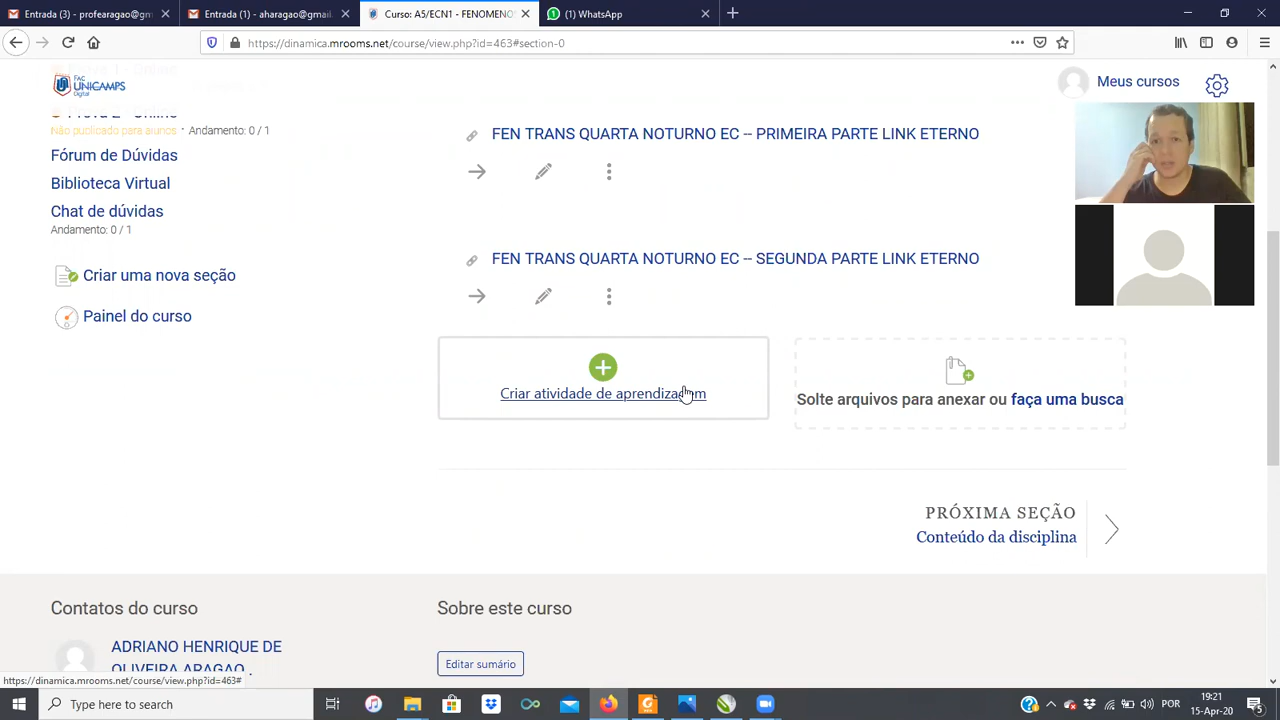 Entrada (3) - profearagao@gmai
Entrada (1) - aharagao@gmail.
Curso: A5/ECN1 - FENOMENO
(1) WhatsApp
https://dinamica.mrooms.net/course/view.php?id=463#section-0
FAC
UNICAMPS
Digital
Meus cursos
Prova 2 - Online
Não publicado para alunos • Andamento: 0 / 1
Fórum de Dúvidas
Biblioteca Virtual
Chat de dúvidas
Andamento: 0 / 1
Criar uma nova seção
Painel do curso
FEN TRANS QUARTA NOTURNO EC -- PRIMEIRA PARTE LINK ETERNO
FEN TRANS QUARTA NOTURNO EC -- SEGUNDA PARTE LINK ETERNO
Criar atividade de aprendizagem
Solte arquivos para anexar ou faça uma busca
PRÓXIMA SEÇÃO
Conteúdo da disciplina
Contatos do curso
ADRIANO HENRIQUE DE
OLIVEIRA ARAGAO .
Sobre este curso
Editar sumário
https://dinamica.mrooms.net/course/view.php?id=463#
Type here to search
POR
19:21
15-Apr-20